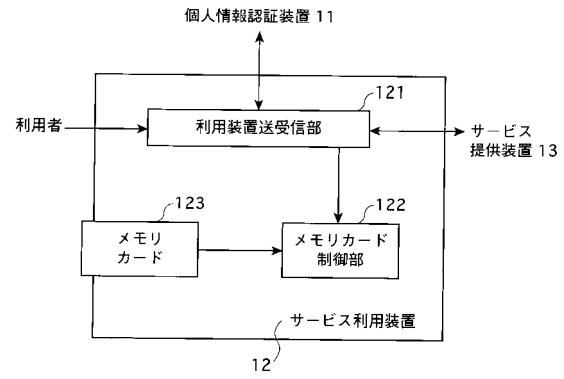 個人情報認証装置 11
121
利用者
利用装置送受信部
サービス
提供装置 13
123
122
メモリ
カード
メモリカード
制御部
サービス利用装置
12